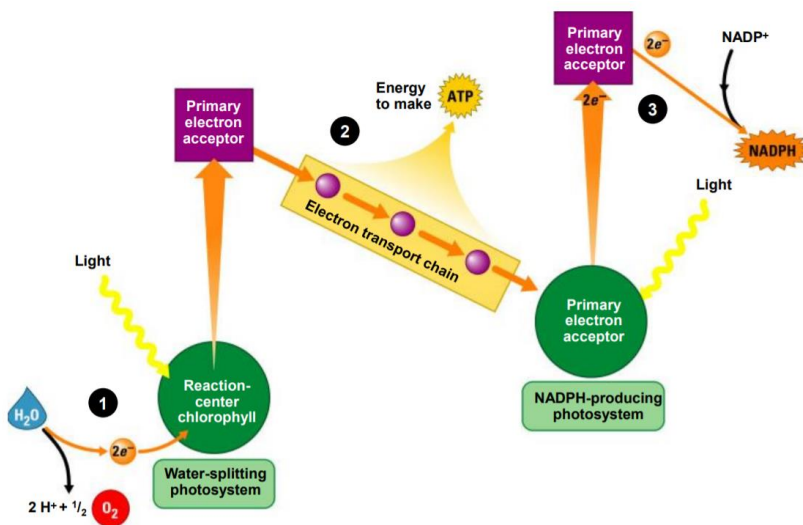 Primary
electron
acceptor
2e⁻
NADP⁺
Energy
to make
ATP
2
Primary
electron
acceptor
2e⁻
3
NADPH
Light
Electron transport chain
Light
Primary
electron
acceptor
Reaction-
center
chlorophyll
1
H₂O
2e⁻
NADPH-producing
photosystem
Water-splitting
photosystem
2 H⁺ + ¹/₂ O₂